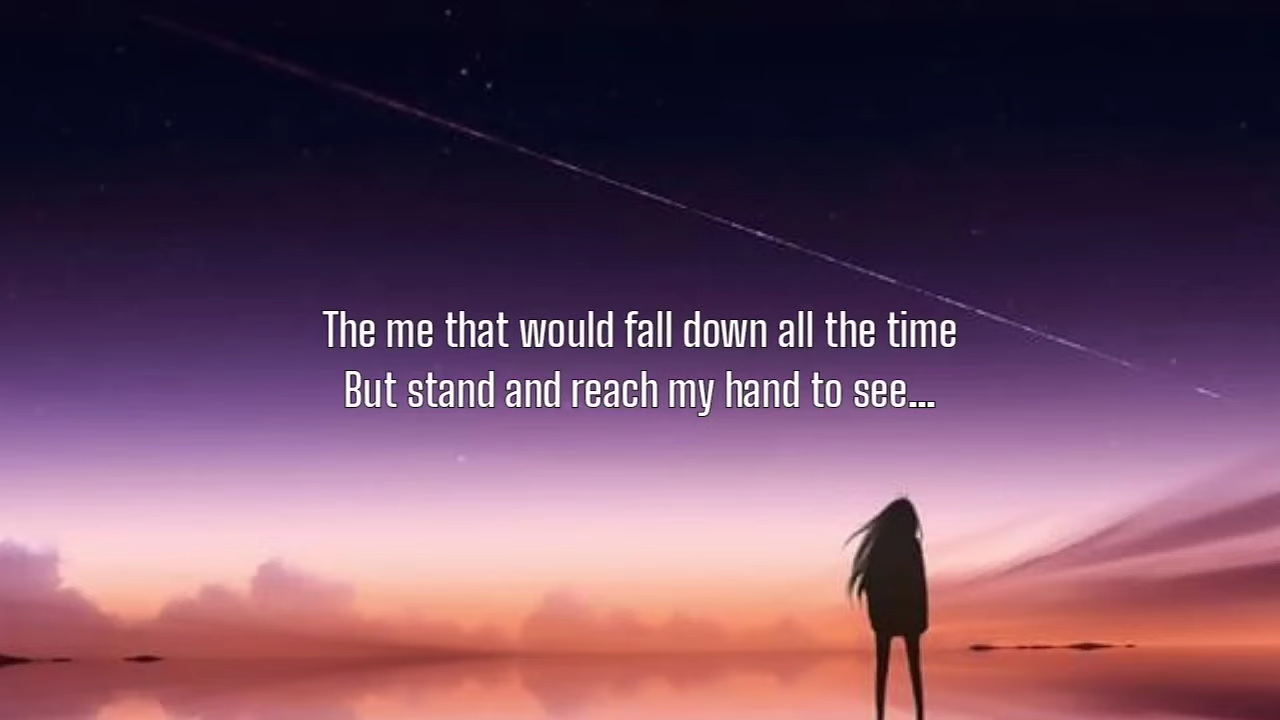 The me that would fall down all the time
But stand and reach my hand to see...